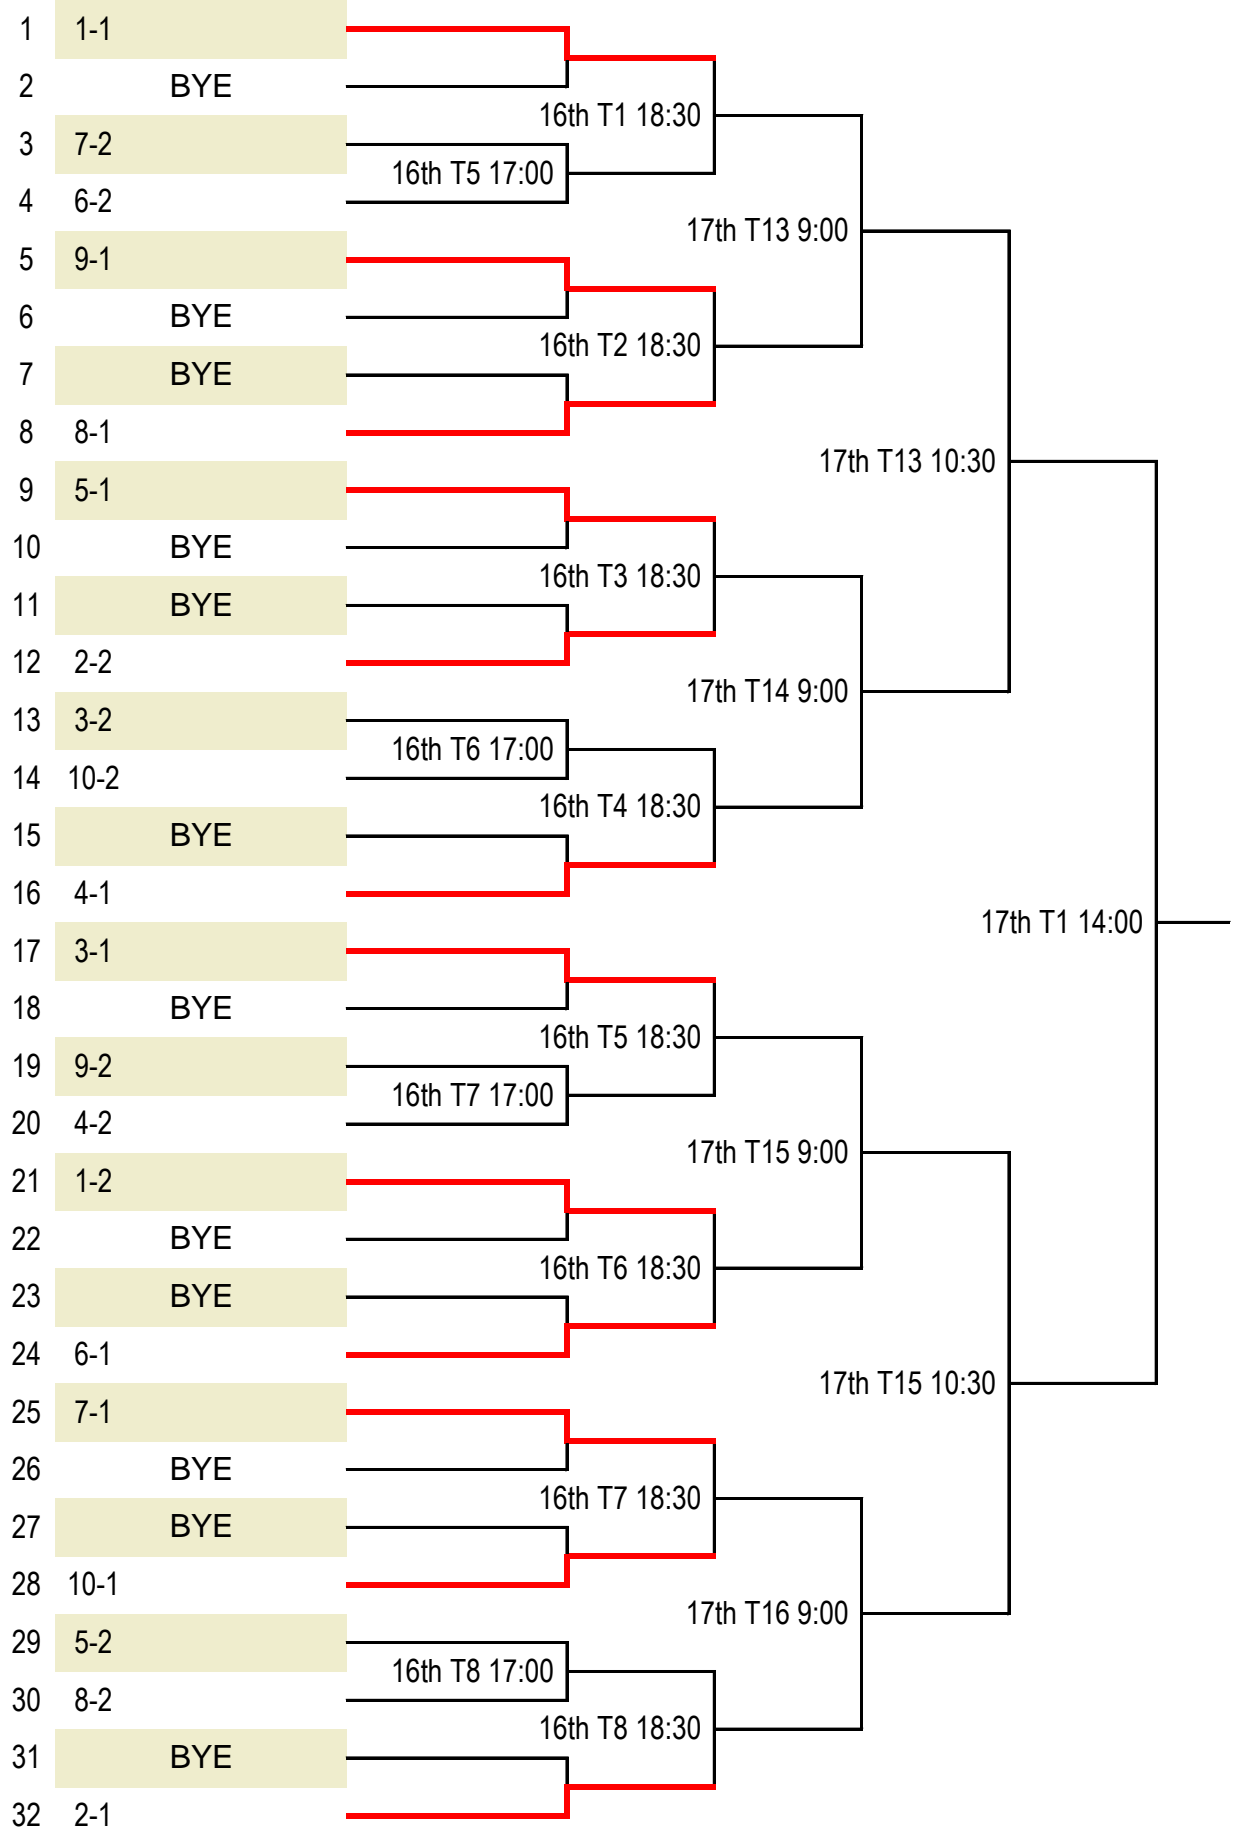 1 1-1
2 BYE
16th T1 18:30
3 7-2
16th T5 17:00
4 6-2
17th T13 9:00
5 9-1
6 BYE
16th T2 18:30
7 BYE
8 8-1
17th T13 10:30
9 5-1
10 BYE
16th T3 18:30
11 BYE
12 2-2
17th T14 9:00
13 3-2
16th T6 17:00
14 10-2
16th T4 18:30
15 BYE
16 4-1
17th T1 14:00
17 3-1
18 BYE
16th T5 18:30
19 9-2
16th T7 17:00
20 4-2
17th T15 9:00
21 1-2
22 BYE
16th T6 18:30
23 BYE
24 6-1
17th T15 10:30
25 7-1
26 BYE
16th T7 18:30
27 BYE
28 10-1
17th T16 9:00
29 5-2
16th T8 17:00
30 8-2
16th T8 18:30
31 BYE
32 2-1